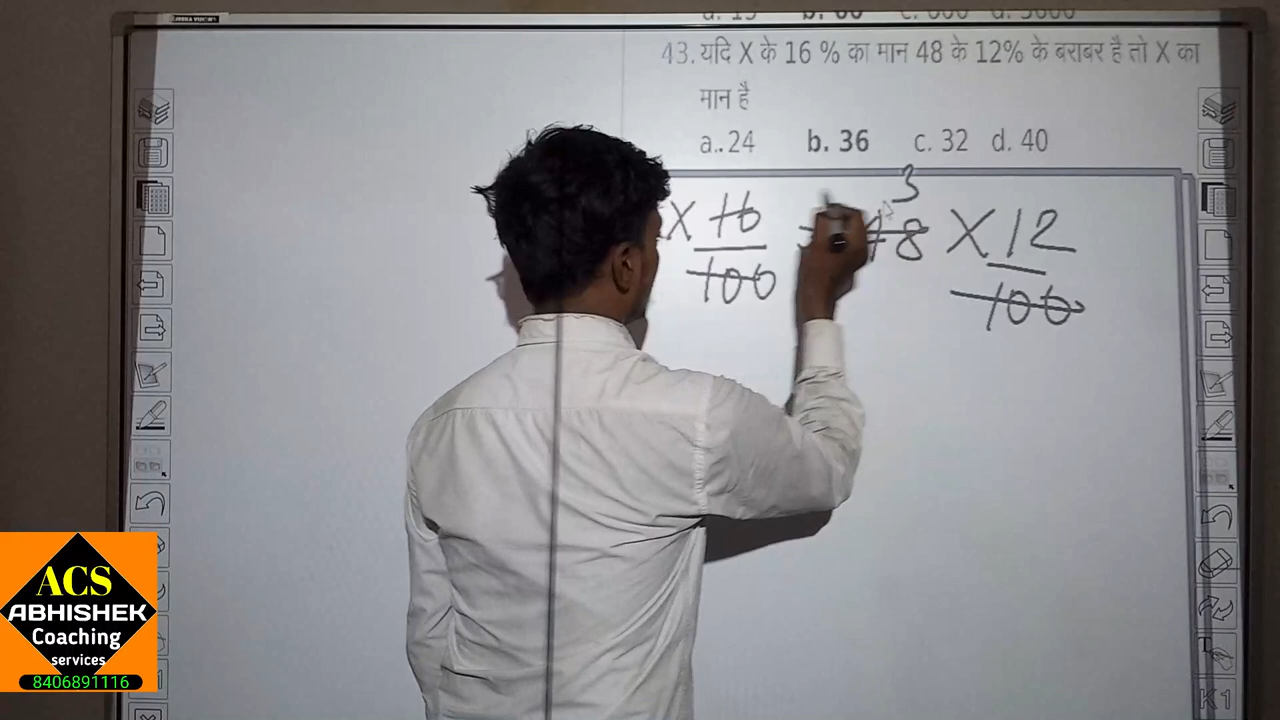 43. यदि X के 16 % का मान 48 के 12% के बराबर है तो X का
मान है
a..24 b. 36 c. 32 d. 40
3
X 16 48 X 12
100 100
ACS
ABHISHEK
Coaching
services
8406891116
K1